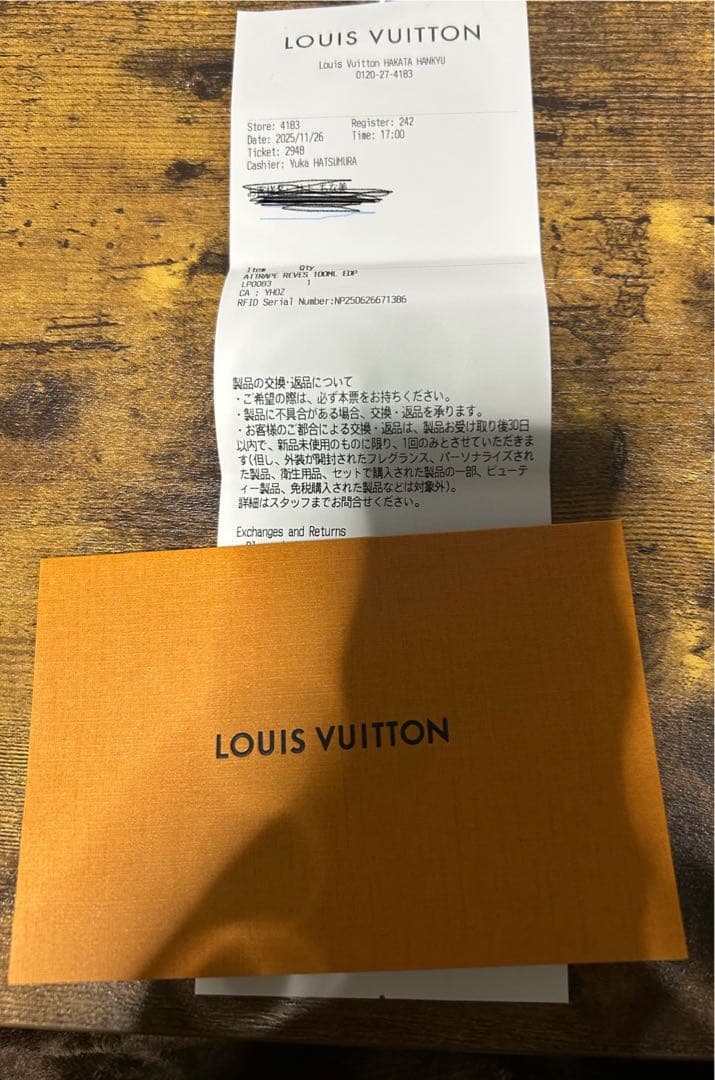 LOUIS VUITTON
Louis Vuitton HAKATA HANKYU
0120-27-4183
Store: 4183 Register: 242
Date: 2025/11/26 Time: 17:00
Ticket: 2948
Cashier: Yuka HATSUMURA
Item Qty
ATTRAPE REVES 100ML EDP
LP0083 1
CA : YH0Z
RFID Serial Number:NP2506266713B6
製品の交換・返品について
・ご希望の際は、必ず本票をお持ちください。
・製品に不具合がある場合、交換・返品を承ります。
・お客様のご都合による交換・返品は、製品お受け取り後30日
以内で、新品未使用のものに限り、1回のみとさせていただきま
す(但し、外装が開封されたフレグランス、パーソナライズされ
た製品、衛生用品、セットで購入された製品の一部、ビューテ
ィー製品、免税購入された製品などは対象外)。
詳細はスタッフまでお問合せください。
Exchanges and Returns
LOUIS VUITTON